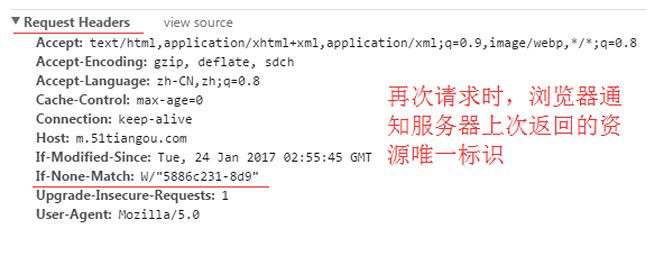 Request Headers view source
Accept: text/html,application/xhtml+xml,application/xml;q=0.9,image/webp,*/*;q=0.8
Accept-Encoding: gzip, deflate, sdch
Accept-Language: zh-CN,zh;q=0.8
Cache-Control: max-age=0
Connection: keep-alive
Host: m.51tiangou.com
If-Modified-Since: Tue, 24 Jan 2017 02:55:45 GMT
If-None-Match: W/"5886c231-8d9"
Upgrade-Insecure-Requests: 1
User-Agent: Mozilla/5.0
再次请求时，浏览器通
知服务器上次返回的资
源唯一标识